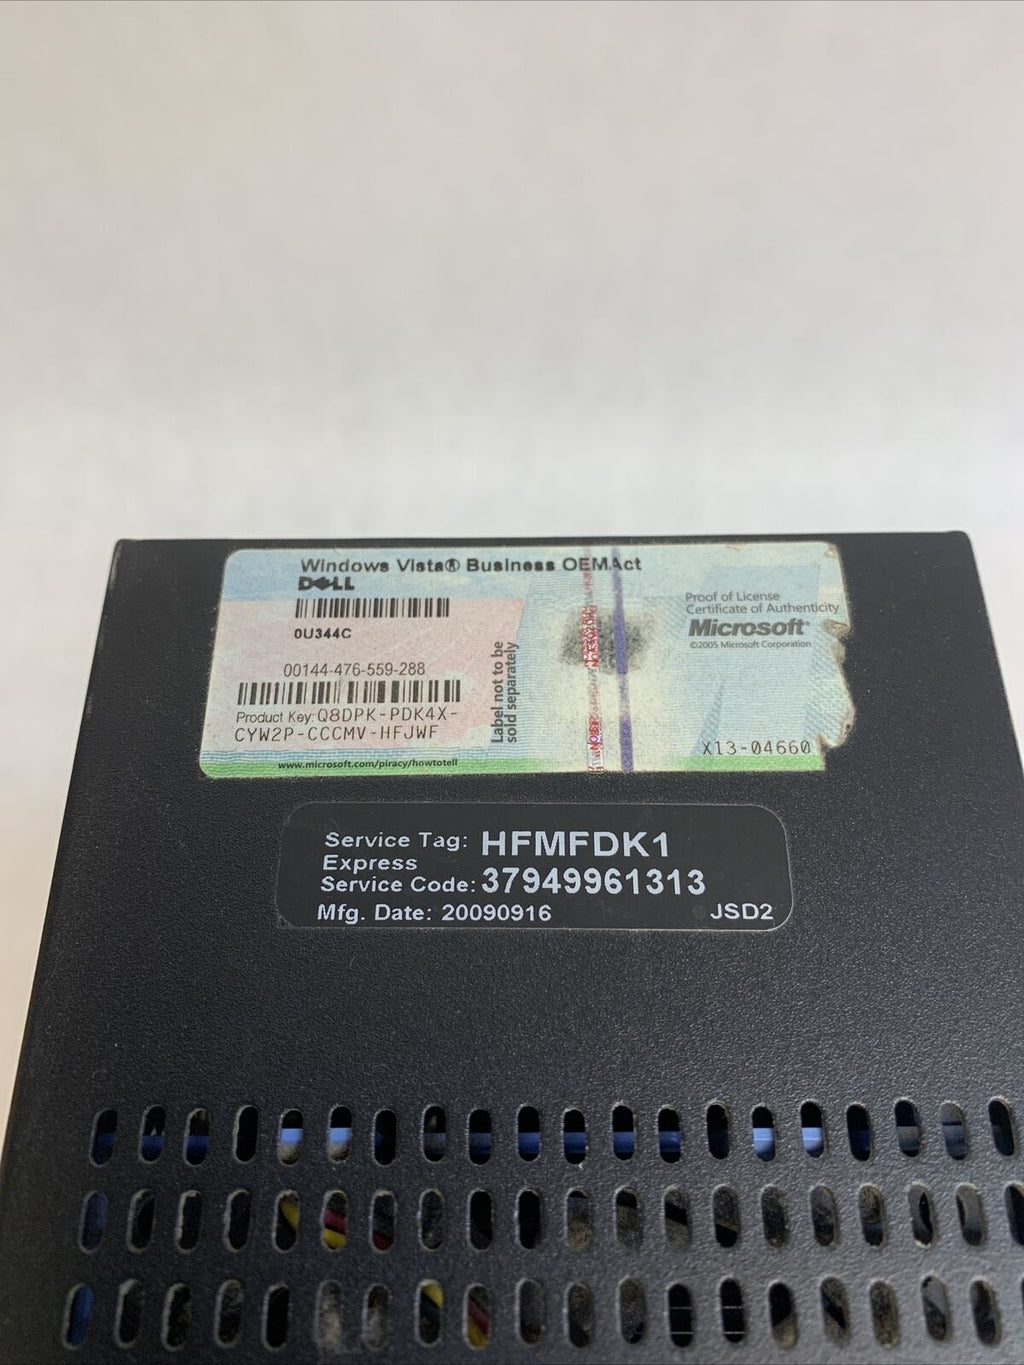 Windows Vista® Business OEMAct
DELL
0U344C
00144-476-559-288
Product Key: Q8DPK-PDK4X-
CYW2P-CCCMV-HFJWF
www.microsoft.com/piracy/howtotell
Label not to be
sold separately
Proof of License
Certificate of Authenticity
Microsoft®
©2005 Microsoft Corporation
X13-04660
Service Tag: HFMFDK1
Express
Service Code: 37949961313
Mfg. Date: 20090916
JSD2